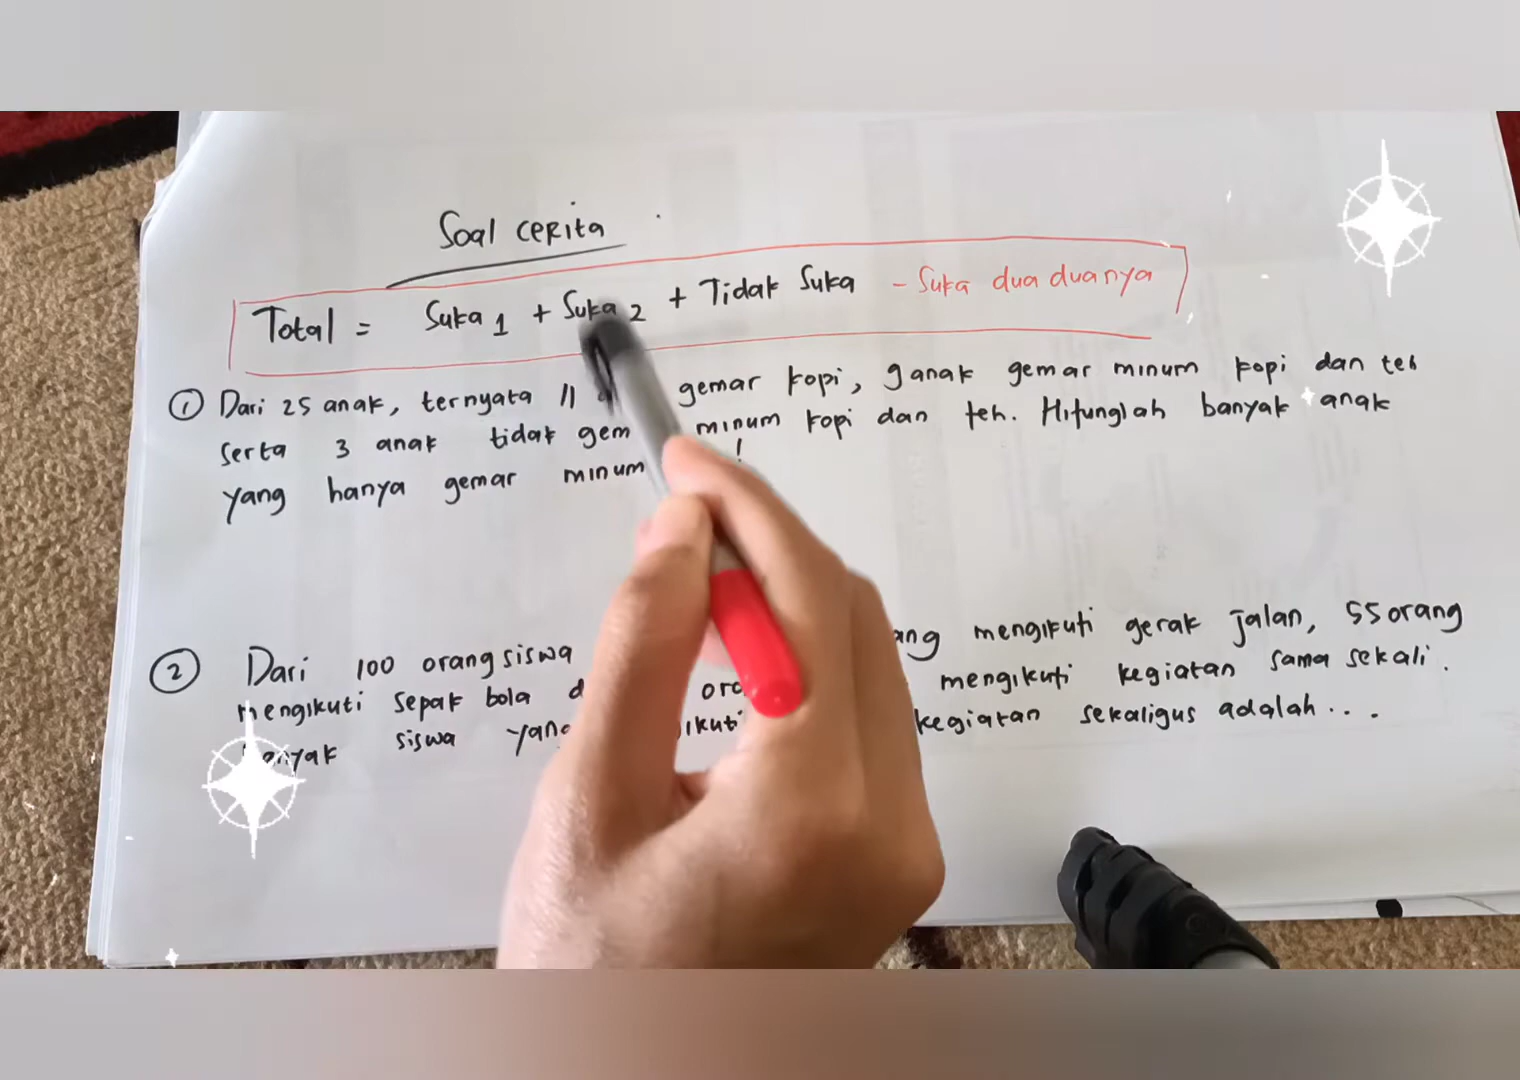 Soal cerita
Total = Suka 1 + Suka 2 + Tidak Suka - Suka dua duanya
1 Dari 25 anak, ternyata 11 gemar kopi, 9 anak gemar minum kopi dan teh
serta 3 anak tidak gem minum kopi dan teh. Hitunglah banyak anak
yang hanya gemar minum !
2 Dari 100 orang siswa mengikuti gerak jalan, 55 orang
mengikuti sepak bola mengikuti kegiatan sama sekali.
siswa yang kegiatan sekaligus adalah...